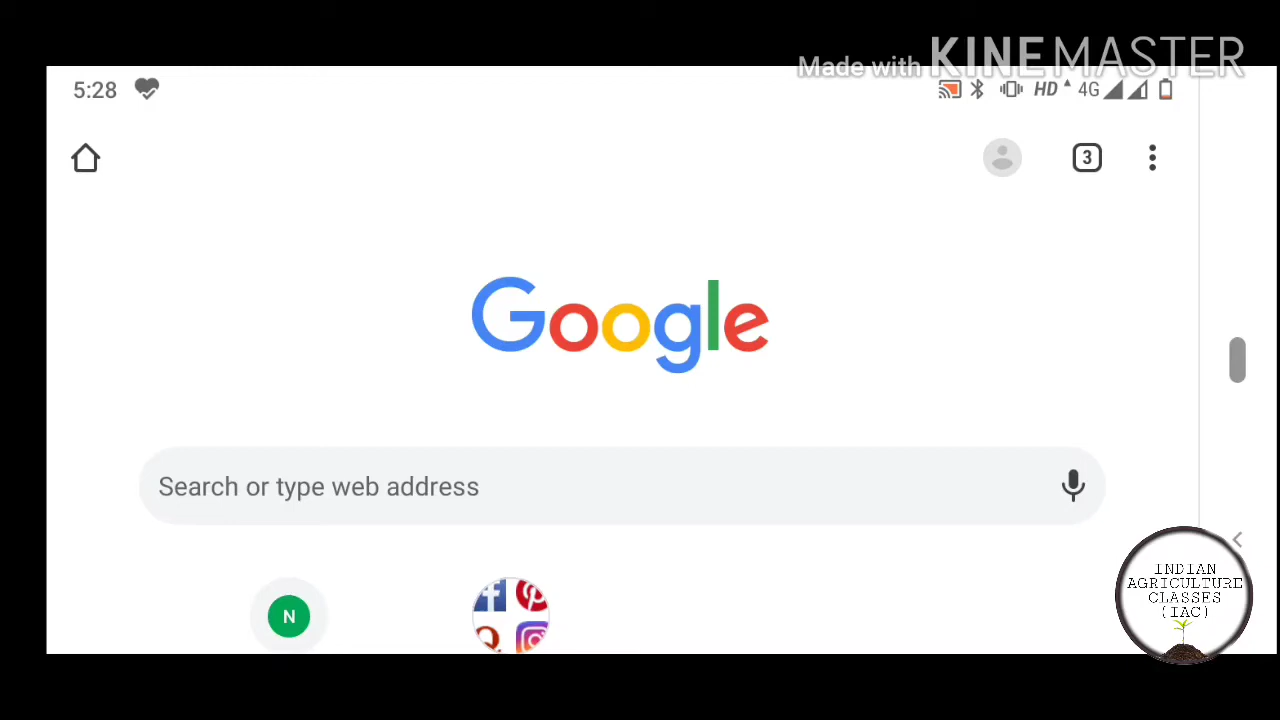 Made with KINEMASTER
5:28
HD 4G
3
Google
Search or type web address
N
INDIAN
AGRICULTURE
CLASSES
(IAC)